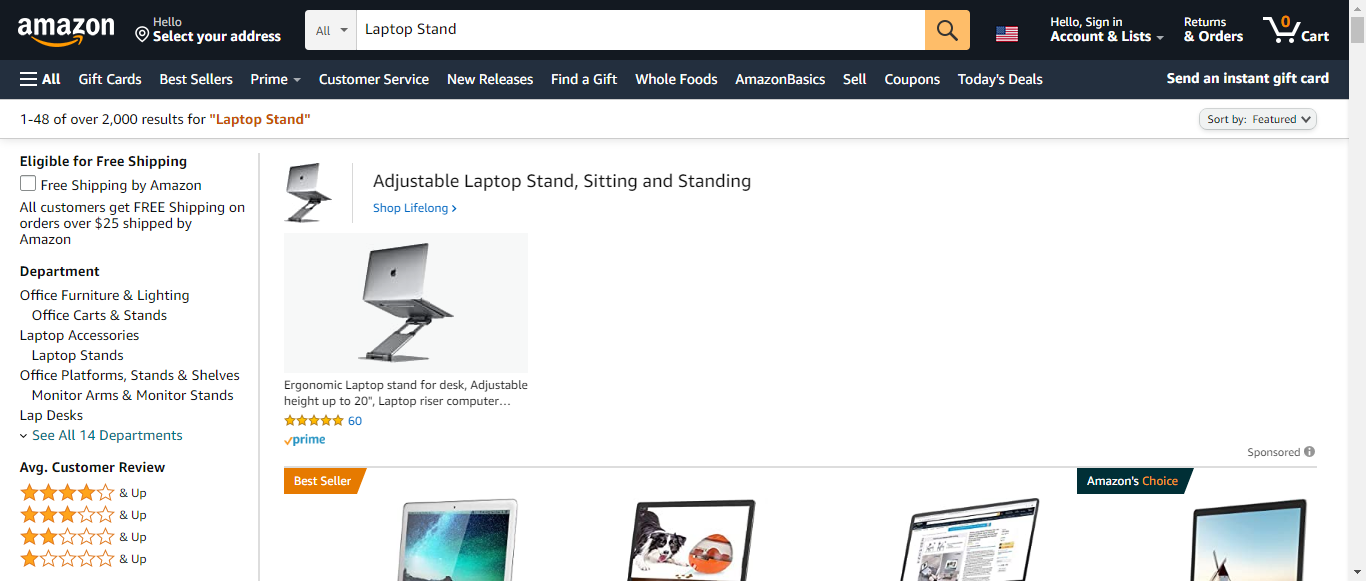 amazon
Hello
Select your address
All
Laptop Stand
Hello, Sign in
Account & Lists
Returns
& Orders
0
Cart
All
Gift Cards
Best Sellers
Prime
Customer Service
New Releases
Find a Gift
Whole Foods
AmazonBasics
Sell
Coupons
Today's Deals
Send an instant gift card
1-48 of over 2,000 results for "Laptop Stand"
Sort by: Featured
Eligible for Free Shipping
Free Shipping by Amazon
All customers get FREE Shipping on
orders over $25 shipped by
Amazon
Department
Office Furniture & Lighting
Office Carts & Stands
Laptop Accessories
Laptop Stands
Office Platforms, Stands & Shelves
Monitor Arms & Monitor Stands
Lap Desks
See All 14 Departments
Avg. Customer Review
& Up
& Up
& Up
& Up
Adjustable Laptop Stand, Sitting and Standing
Shop Lifelong ›
Ergonomic Laptop stand for desk, Adjustable
height up to 20", Laptop riser computer…
60
prime
Sponsored
Best Seller
Amazon's Choice